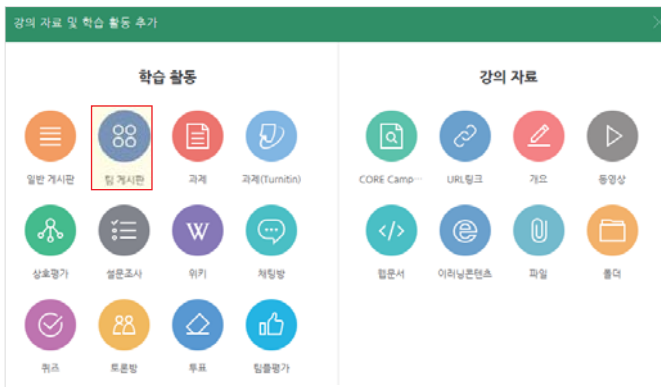 강의 자료 및 학습 활동 추가
학습 활동
일반 게시판
팀 게시판
과제
과제(Turnitin)
상호평가
설문조사
W
위키
채팅방
퀴즈
토론방
투표
팀플평가
강의 자료
CORE Camp···
URL링크
개요
동영상
</>
웹문서
이러닝콘텐츠
파일
폴더